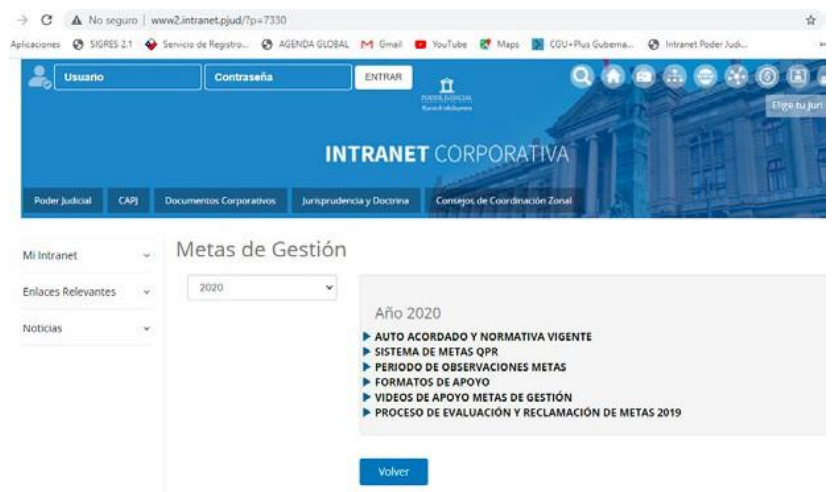 No seguro | www2.intranet.pjud/?p=7330
Aplicaciones SIGRES 2.1 Servicio de Registro... AGENDA GLOBAL Gmail YouTube Maps CGU+Plus Guberna... Intranet Poder Judi...
Usuario Contraseña ENTRAR
PODER JUDICIAL
Elige tu Juri
INTRANET CORPORATIVA
Poder Judicial CAPJ Documentos Corporativos Jurisprudencia y Doctrina Consejos de Coordinación Zonal
Mi Intranet
Enlaces Relevantes
Noticias
Metas de Gestión
2020
Año 2020
AUTO ACORDADO Y NORMATIVA VIGENTE
SISTEMA DE METAS QPR
PERIODO DE OBSERVACIONES METAS
FORMATOS DE APOYO
VIDEOS DE APOYO METAS DE GESTIÓN
PROCESO DE EVALUACIÓN Y RECLAMACIÓN DE METAS 2019
Volver